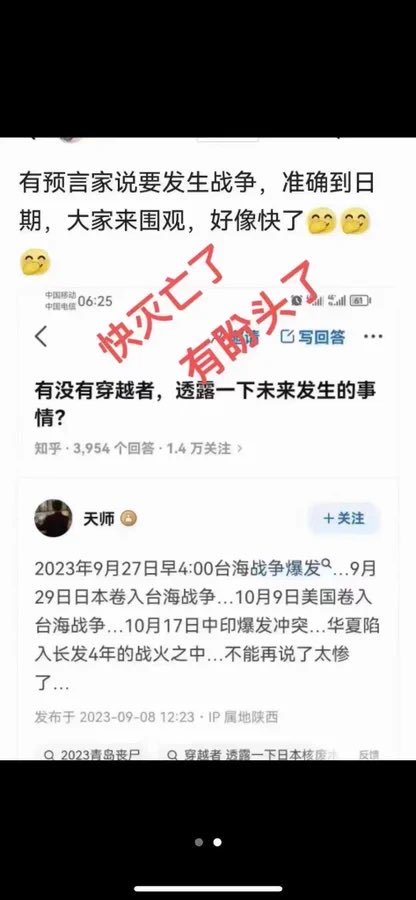 有预言家说要发生战争，准确到日
期，大家来围观，好像快了🤭🤭
🤭
快灭亡了
有盼头了
中国移动
中国电信 06:25
61
邀请 写回答
有没有穿越者，透露一下未来发生的事
情？
知乎 · 3,954 个回答 · 1.4 万关注 >
天师 +关注
2023年9月27日早4:00台海战争爆发...9月
29日日本卷入台海战争...10月9日美国卷入
台海战争...10月17日中印爆发冲突...华夏陷
入长发4年的战火之中...不能再说了太惨
了...
发布于 2023-09-08 12:23 · IP 属地陕西
2023青岛丧尸 穿越者 透露一下日本核废水 反馈